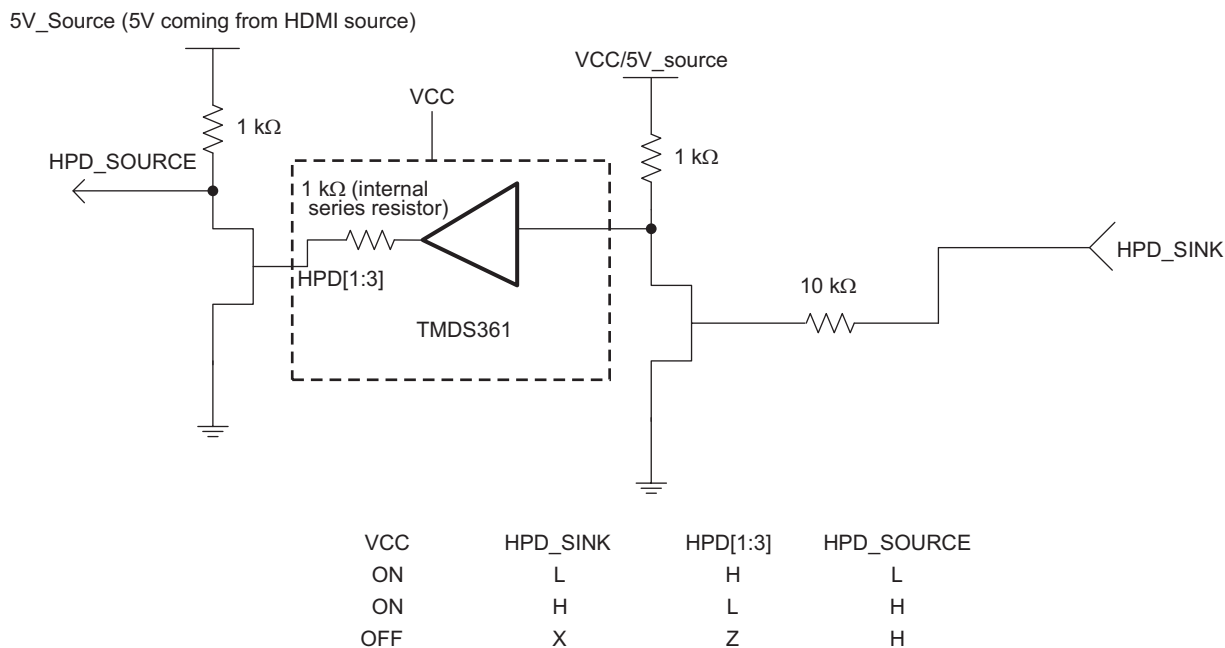 5V_Source (5V coming from HDMI source)
VCC/5V_source
VCC
1 kΩ
1 kΩ
HPD_SOURCE
1 kΩ (internal
series resistor)
HPD_SINK
HPD[1:3]
10 kΩ
TMDS361
VCC HPD_SINK HPD[1:3] HPD_SOURCE
ON L H L
ON H L H
OFF X Z H